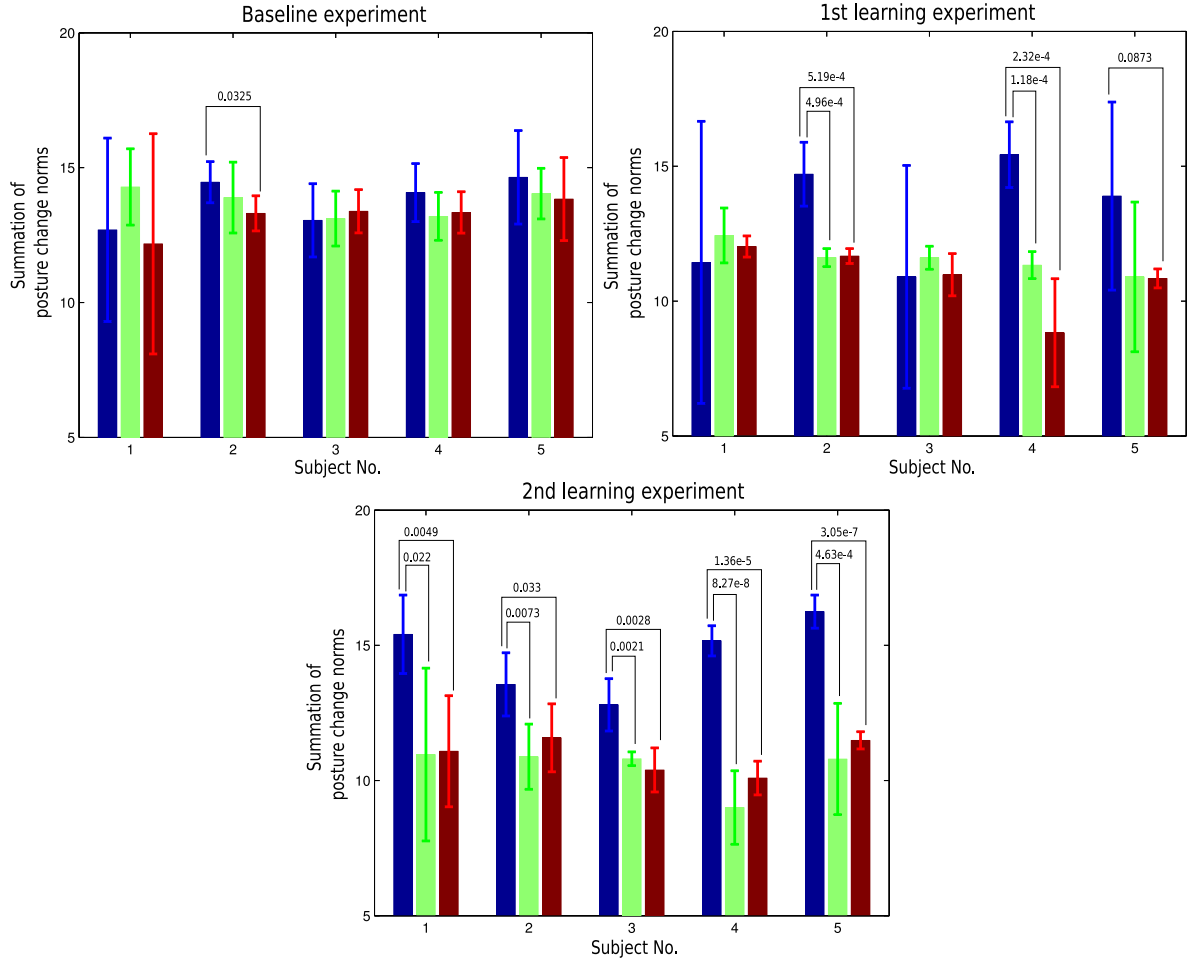 Baseline experiment
20
15
10
5
Summation of
posture change norms
0.0325
1 2 3 4 5
Subject No.
1st learning experiment
20
15
10
5
Summation of
posture change norms
5.19e-4
4.96e-4
2.32e-4
1.18e-4
0.0873
1 2 3 4 5
Subject No.
2nd learning experiment
20
15
10
5
Summation of
posture change norms
0.0049
0.022
0.033
0.0073
0.0028
0.0021
1.36e-5
8.27e-8
3.05e-7
4.63e-4
1 2 3 4 5
Subject No.